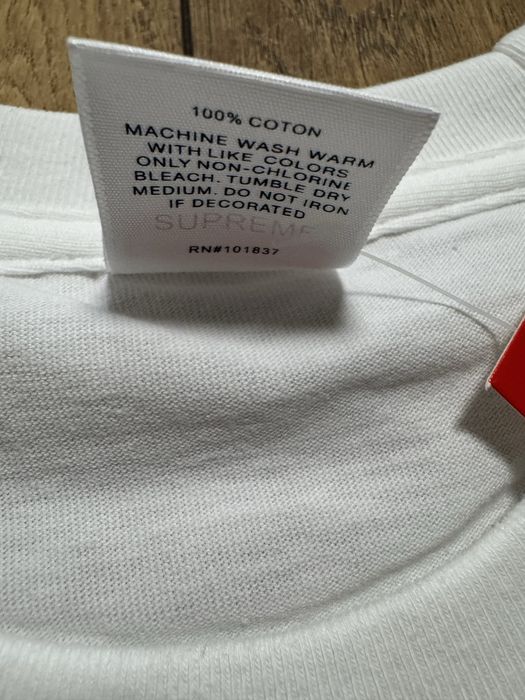 100% COTON
MACHINE WASH WARM
WITH LIKE COLORS
ONLY NON-CHLORINE
BLEACH. TUMBLE DRY
MEDIUM. DO NOT IRON
IF DECORATED
SUPREME
RN#101837